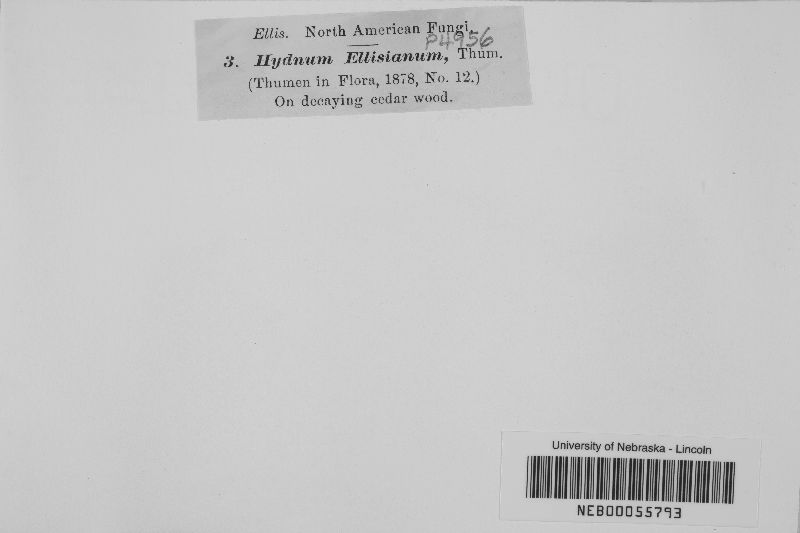 Ellis. North American Fungi.
P4956
3. Hydnum Ellisianum, Thüm.
(Thumen in Flora, 1878, No. 12.)
On decaying cedar wood.
University of Nebraska - Lincoln
NEB00055793